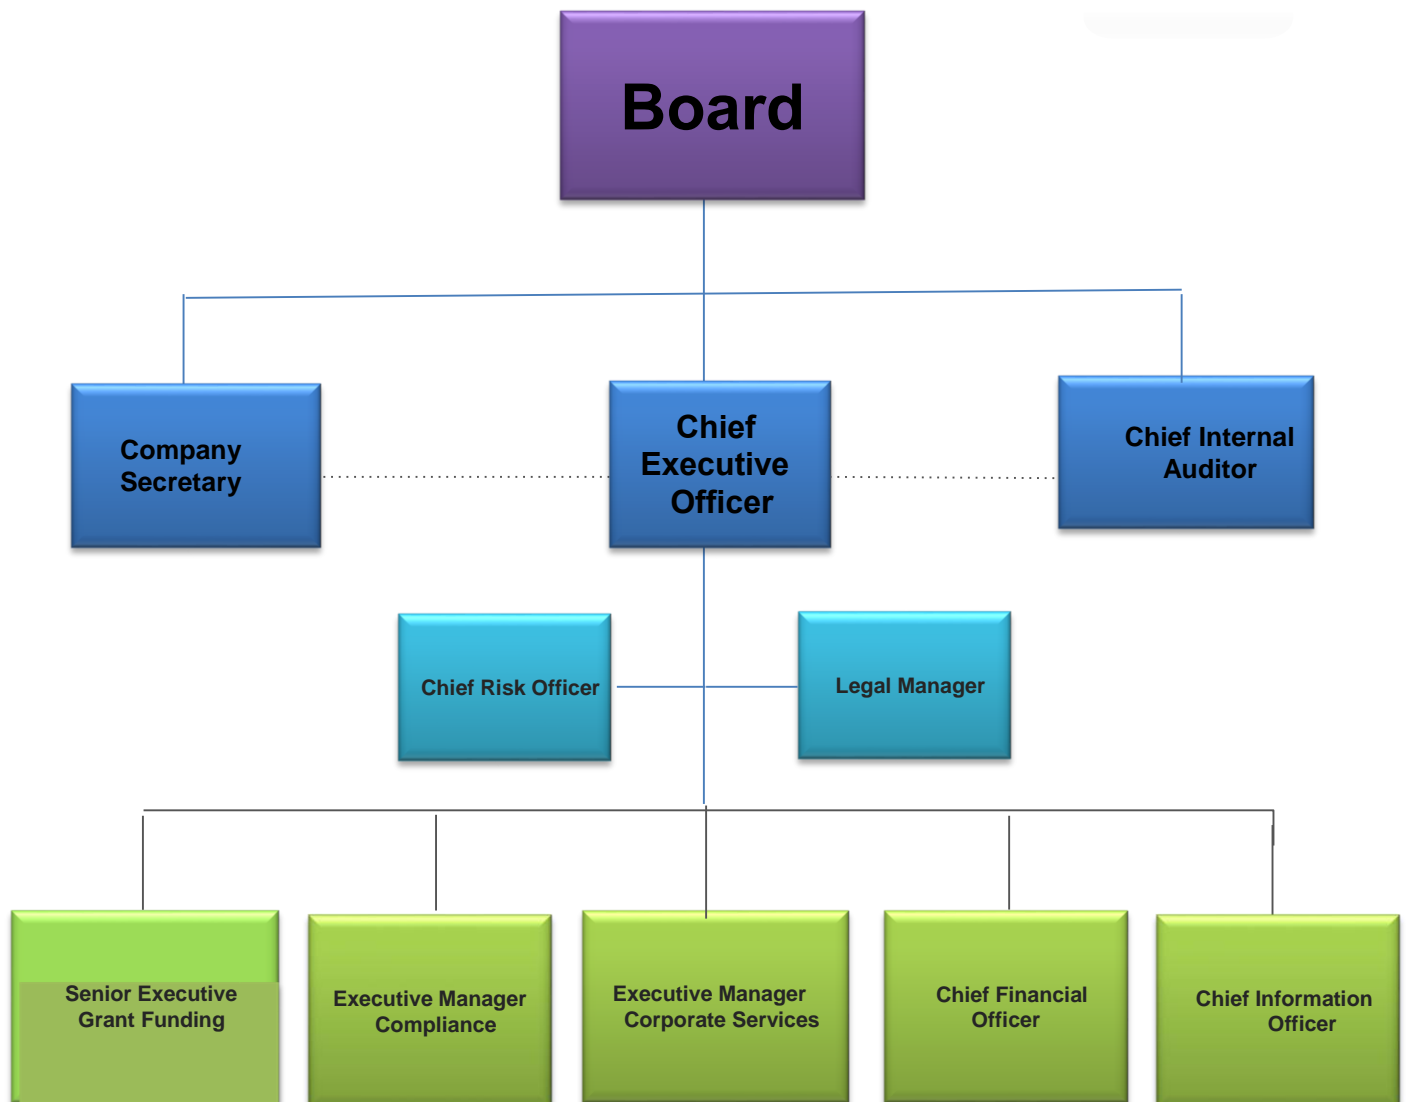 Board
Company
Secretary
Chief
Executive
Officer
Chief Internal
Auditor
Chief Risk Officer
Legal Manager
Senior Executive
Grant Funding
Executive Manager
Compliance
Executive Manager
Corporate Services
Chief Financial
Officer
Chief Information
Officer